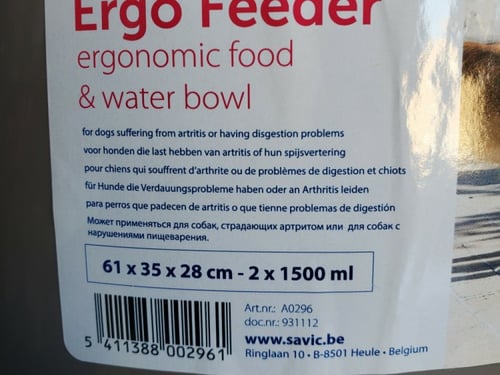 Ergo Feeder
ergonomic food
& water bowl
for dogs suffering from artritis or having disgestion problems
voor honden die last hebben van artritis of hun spijsvertering
pour chiens qui souffrent d'arthrite ou de problèmes de digestion et chiots
für Hunde die Verdauungsprobleme haben oder an Arthritis leiden
para perros que padecen de artritis o que tienne problemas de digestión
Может применяться для собак, страдающих артритом или для собак с
нарушениями пищеварения.
61 x 35 x 28 cm - 2 x 1500 ml
Art.nr.: A0296
doc.nr.: 931112
www.savic.be
Ringlaan 10 • B-8501 Heule • Belgium
5 411388 002961